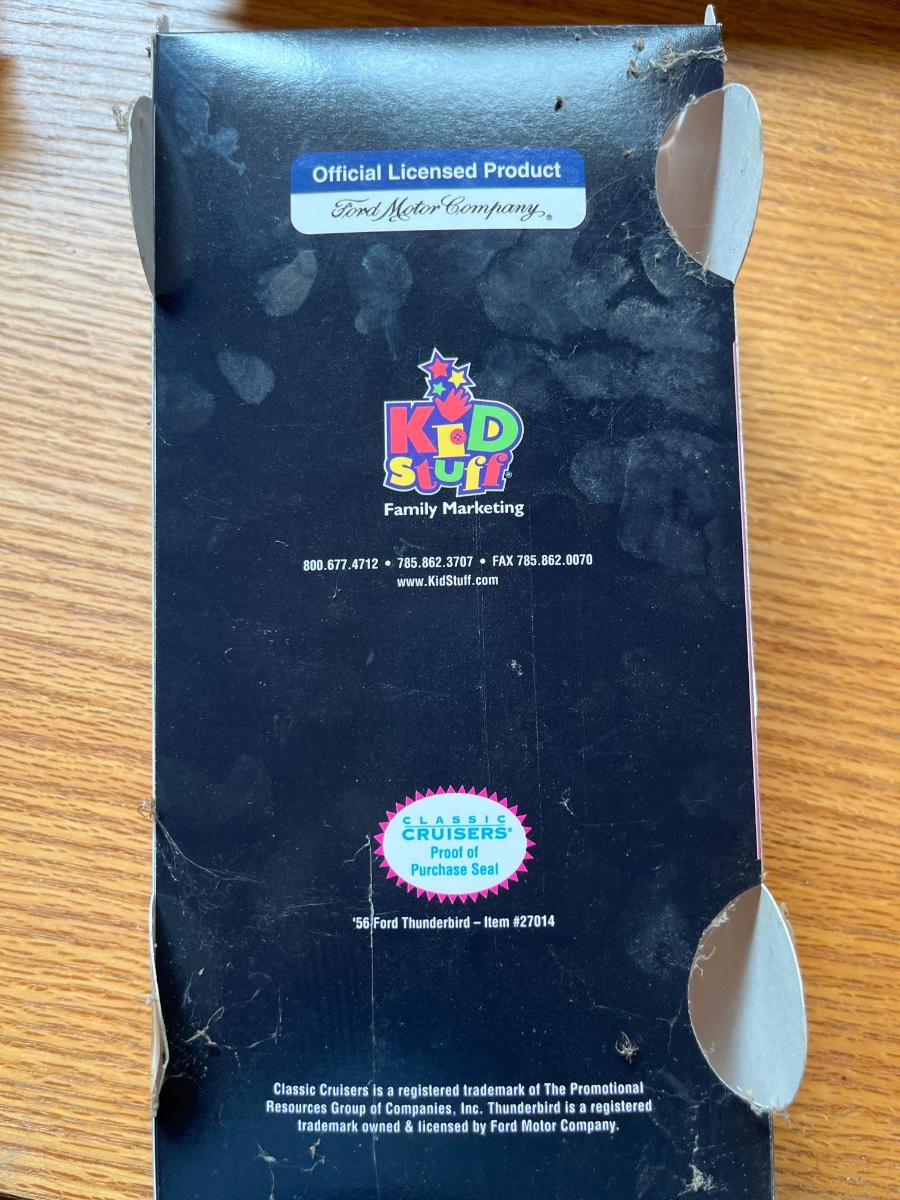 Official Licensed Product
Ford Motor Company®
KiD
Stuff®
Family Marketing
800.677.4712 • 785.862.3707 • FAX 785.862.0070
www.KidStuff.com
CLASSIC
CRUISERS®
Proof of
Purchase Seal
'56 Ford Thunderbird – Item #27014
Classic Cruisers is a registered trademark of The Promotional
Resources Group of Companies, Inc. Thunderbird is a registered
trademark owned & licensed by Ford Motor Company.